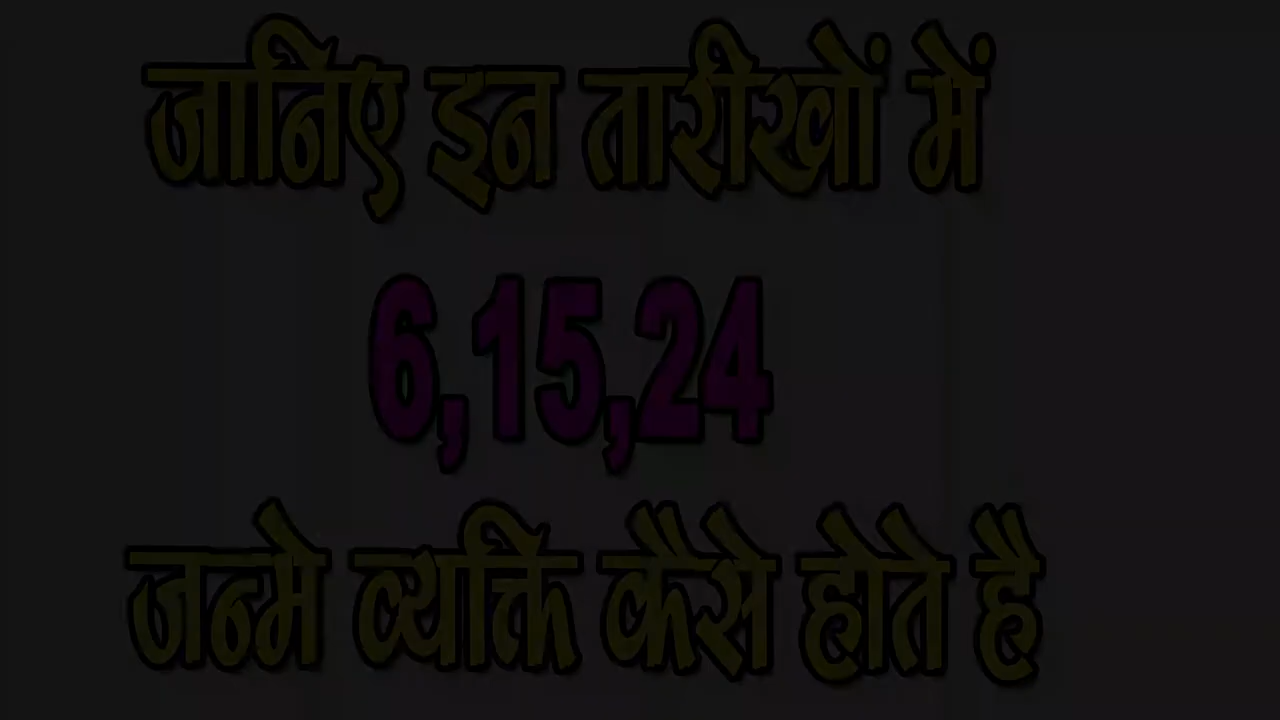 जानिए इन तारीखों में
6,15,24
जन्मे व्यक्ति कैसे होते है